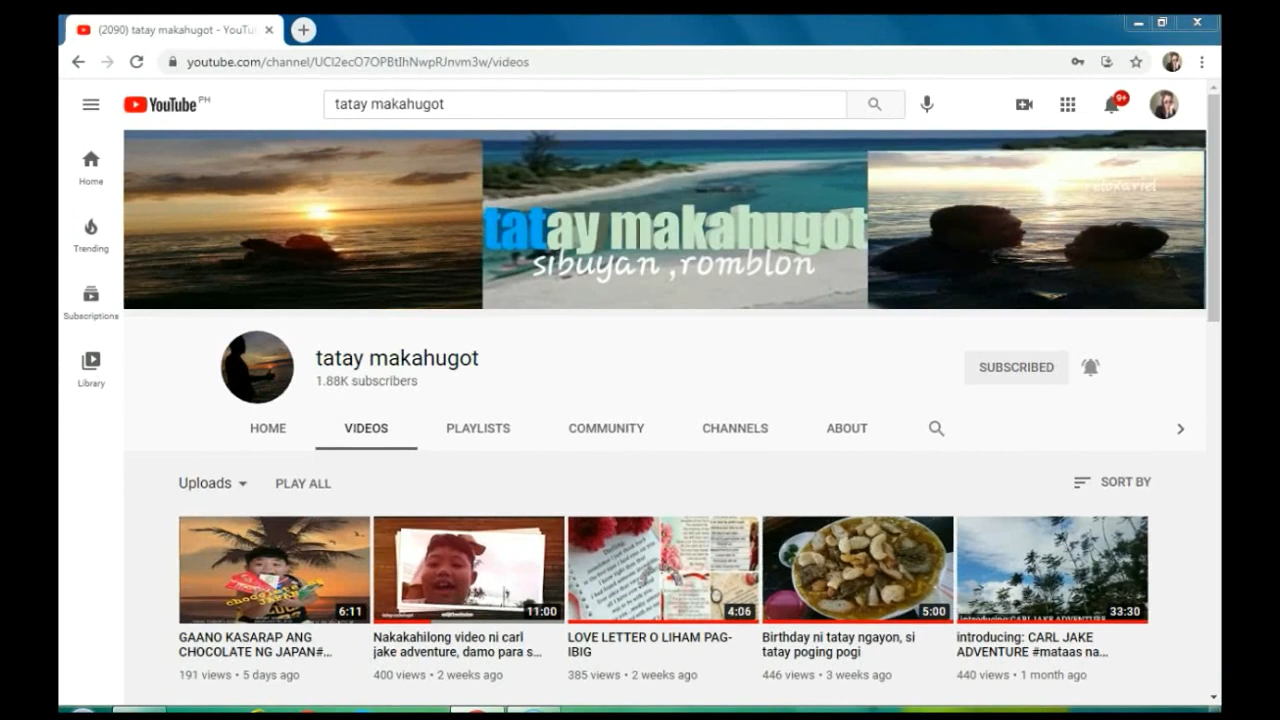 (2090) tatay makahugot - YouTu
youtube.com/channel/UCl2ecO7OPBtIhNwpRJnvm3w/videos
YouTube PH
tatay makahugot
9+
Home
Trending
Subscriptions
Library
tatay makahugot
sibuyan ,romblon
tatay makahugot
1.88K subscribers
SUBSCRIBED
HOME VIDEOS PLAYLISTS COMMUNITY CHANNELS ABOUT
Uploads PLAY ALL SORT BY
6:11 11:00 4:06 5:00 33:30
GAANO KASARAP ANG
CHOCOLATE NG JAPAN#...
191 views • 5 days ago
Nakakahilong video ni carl
jake adventure, damo para s...
400 views • 2 weeks ago
LOVE LETTER O LIHAM PAG-
IBIG
385 views • 2 weeks ago
Birthday ni tatay ngayon, si
tatay poging pogi
446 views • 3 weeks ago
introducing: CARL JAKE
ADVENTURE #mataas na...
440 views • 1 month ago